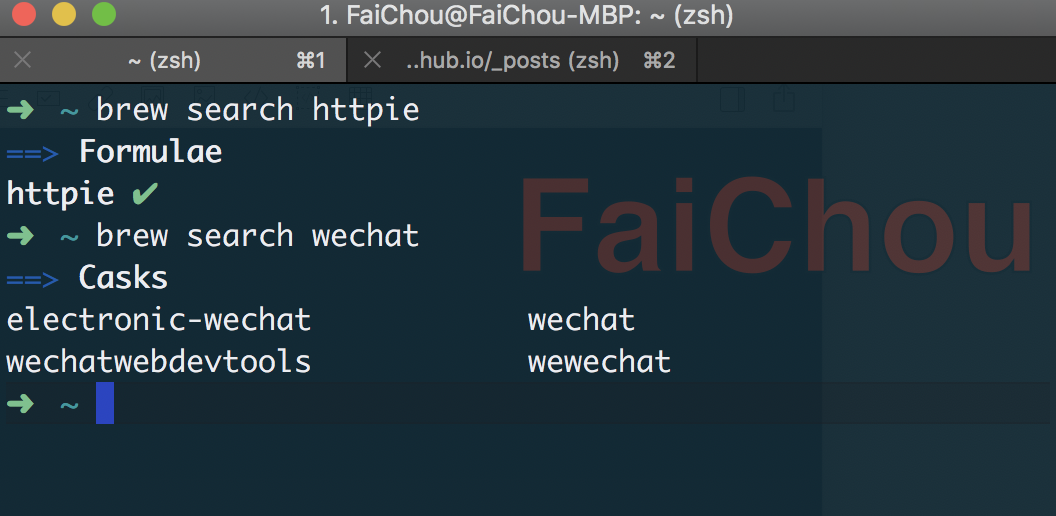 1. FaiChou@FaiChou-MBP: ~ (zsh)
~ (zsh) ⌘1 ..hub.io/_posts (zsh) ⌘2
➜ ~ brew search httpie
==> Formulae
httpie ✔
➜ ~ brew search wechat
==> Casks
electronic-wechat wechat
wechatwebdevtools wewechat
➜ ~
FaiChou